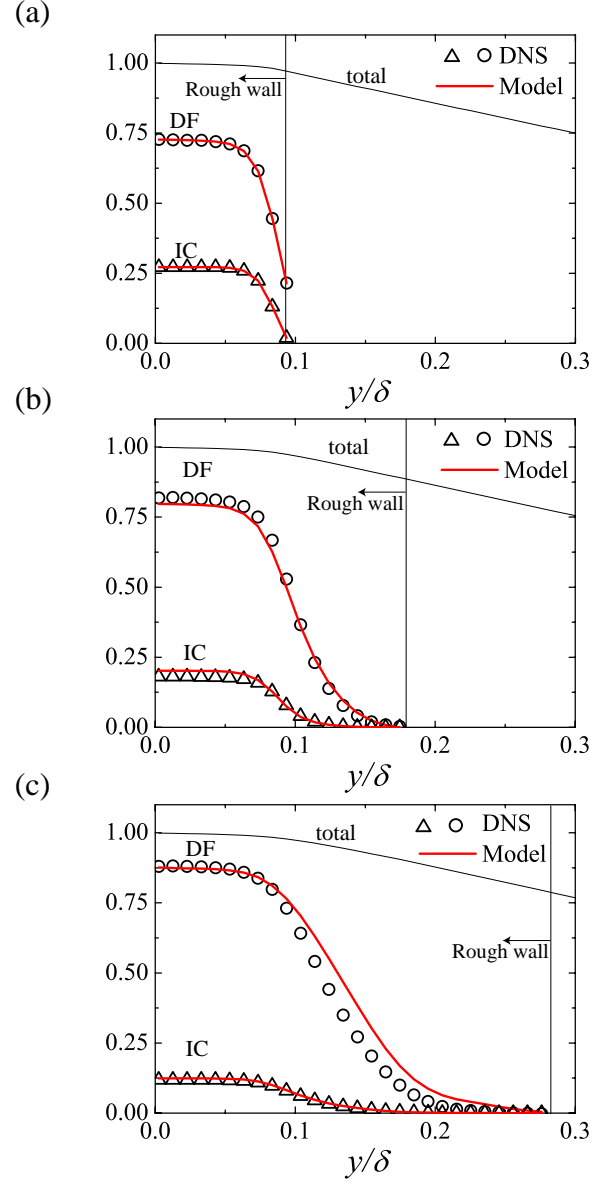 (a)
1.00
total
DNS
Rough wall
Model
0.75
DF
0.50
0.25
IC
0.00
0.0
0.1
0.2
0.3
y/δ
(b)
1.00
total
DNS
DF
Model
Rough wall
0.75
0.50
0.25
IC
0.00
0.0
0.1
0.2
0.3
y/δ
(c)
1.00
total
DNS
DF
Model
0.75
Rough wall
0.50
0.25
IC
0.00
0.0
0.1
0.2
0.3
y/δ